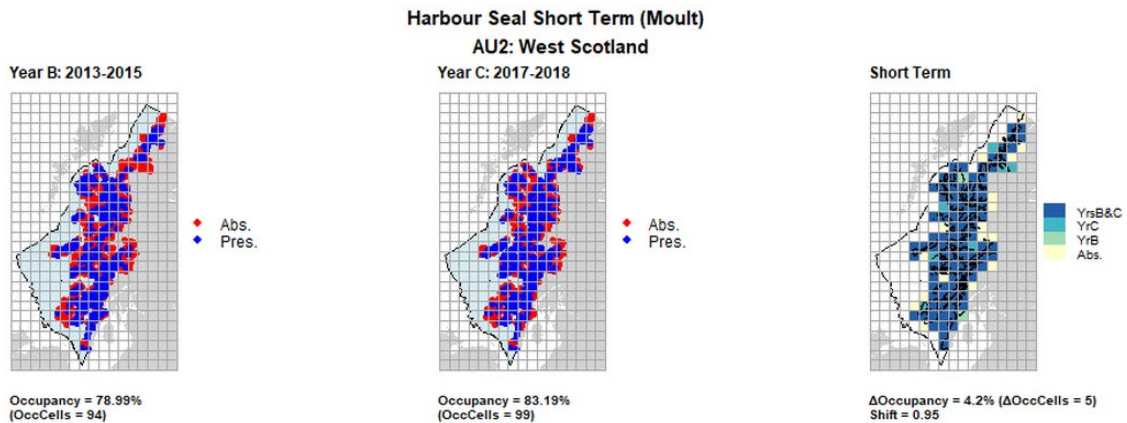 Harbour Seal Short Term (Moult)
AU2: West Scotland
Year B: 2013-2015
Abs.
Pres.
Occupancy = 78.99%
(OccCells = 94)
Year C: 2017-2018
Abs.
Pres.
Occupancy = 83.19%
(OccCells = 99)
Short Term
YrsB&C
YrC
YrB
Abs.
ΔOccupancy = 4.2% (ΔOccCells = 5)
Shift = 0.95